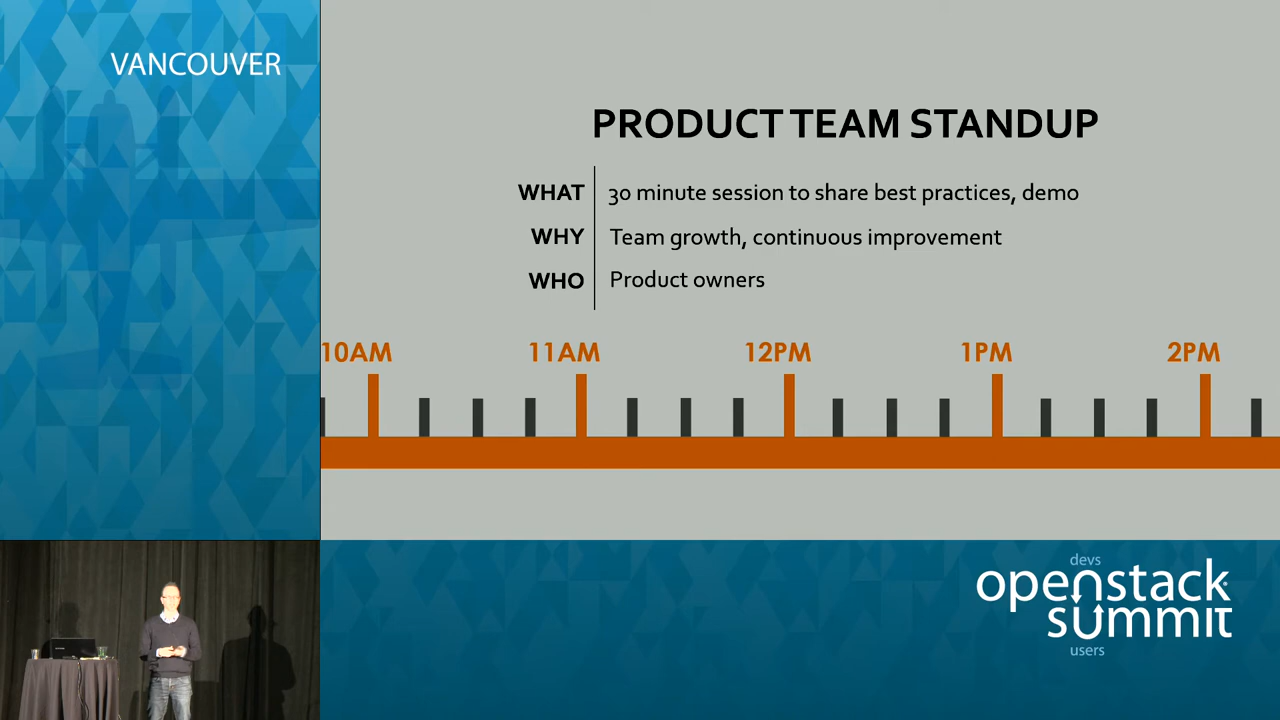 VANCOUVER
PRODUCT TEAM STANDUP
WHAT 30 minute session to share best practices, demo
WHY Team growth, continuous improvement
WHO Product owners
10AM 11AM 12PM 1PM 2PM
devs
openstack
summit
users